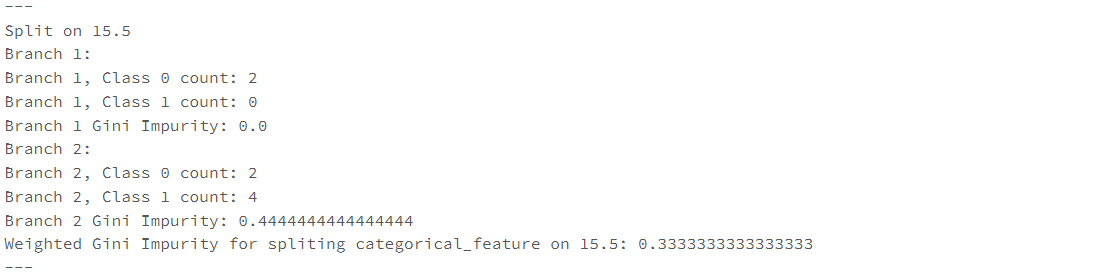 ---
Split on 15.5
Branch 1:
Branch 1, Class 0 count: 2
Branch 1, Class 1 count: 0
Branch 1 Gini Impurity: 0.0
Branch 2:
Branch 2, Class 0 count: 2
Branch 2, Class 1 count: 4
Branch 2 Gini Impurity: 0.4444444444444444
Weighted Gini Impurity for spliting categorical_feature on 15.5: 0.3333333333333333
---